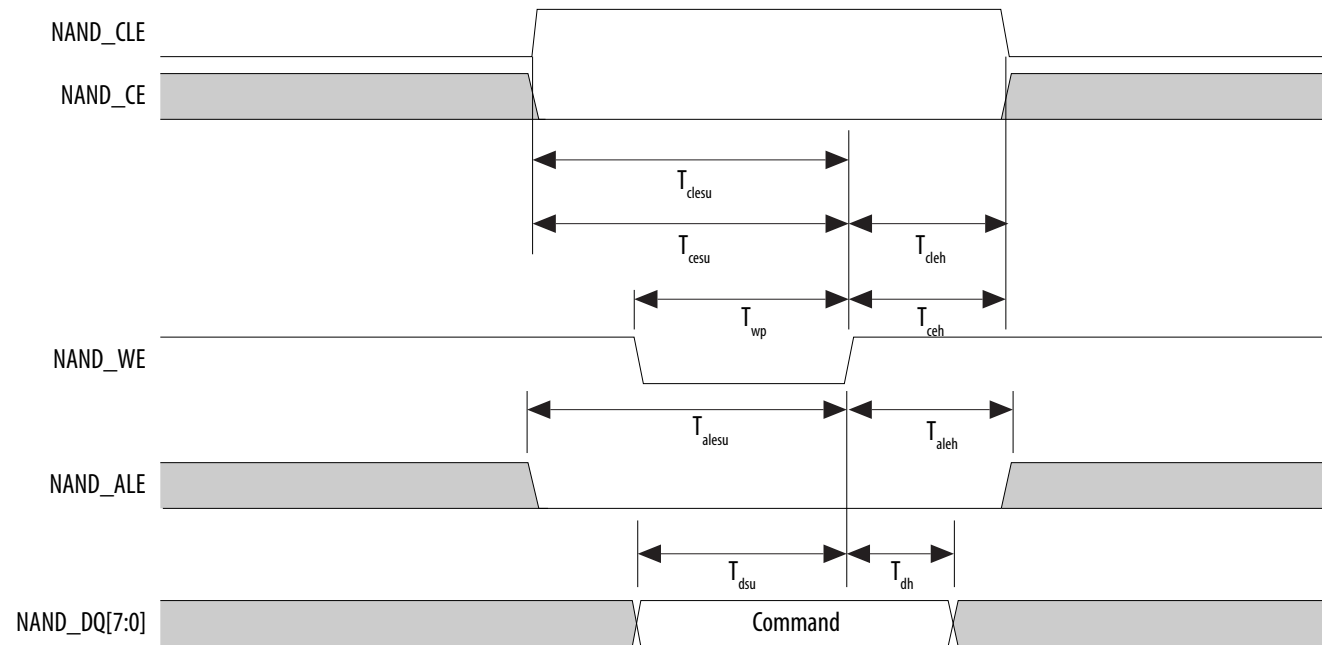 NAND_CLE
NAND_CE
T_clesu
T_cesu
T_cleh
T_wp
T_ceh
NAND_WE
T_alesu
T_aleh
NAND_ALE
T_dsu
T_dh
NAND_DQ[7:0]
Command